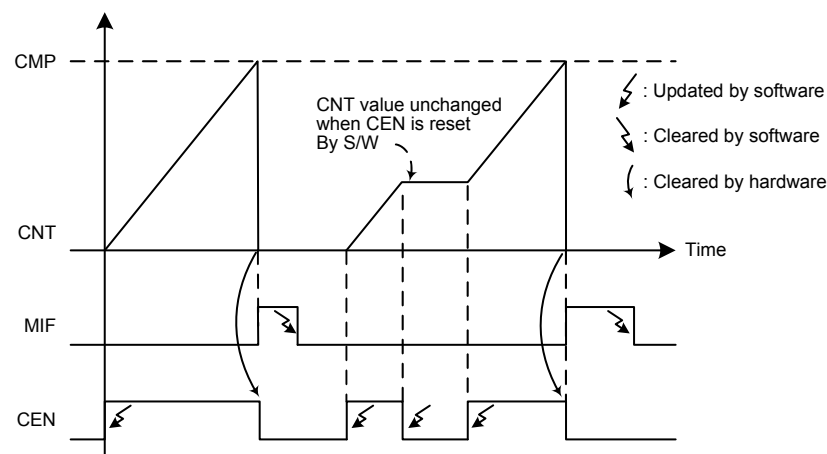 CMP
CNT value unchanged
when CEN is reset
By S/W
: Updated by software
: Cleared by software
: Cleared by hardware
CNT
Time
MIF
CEN